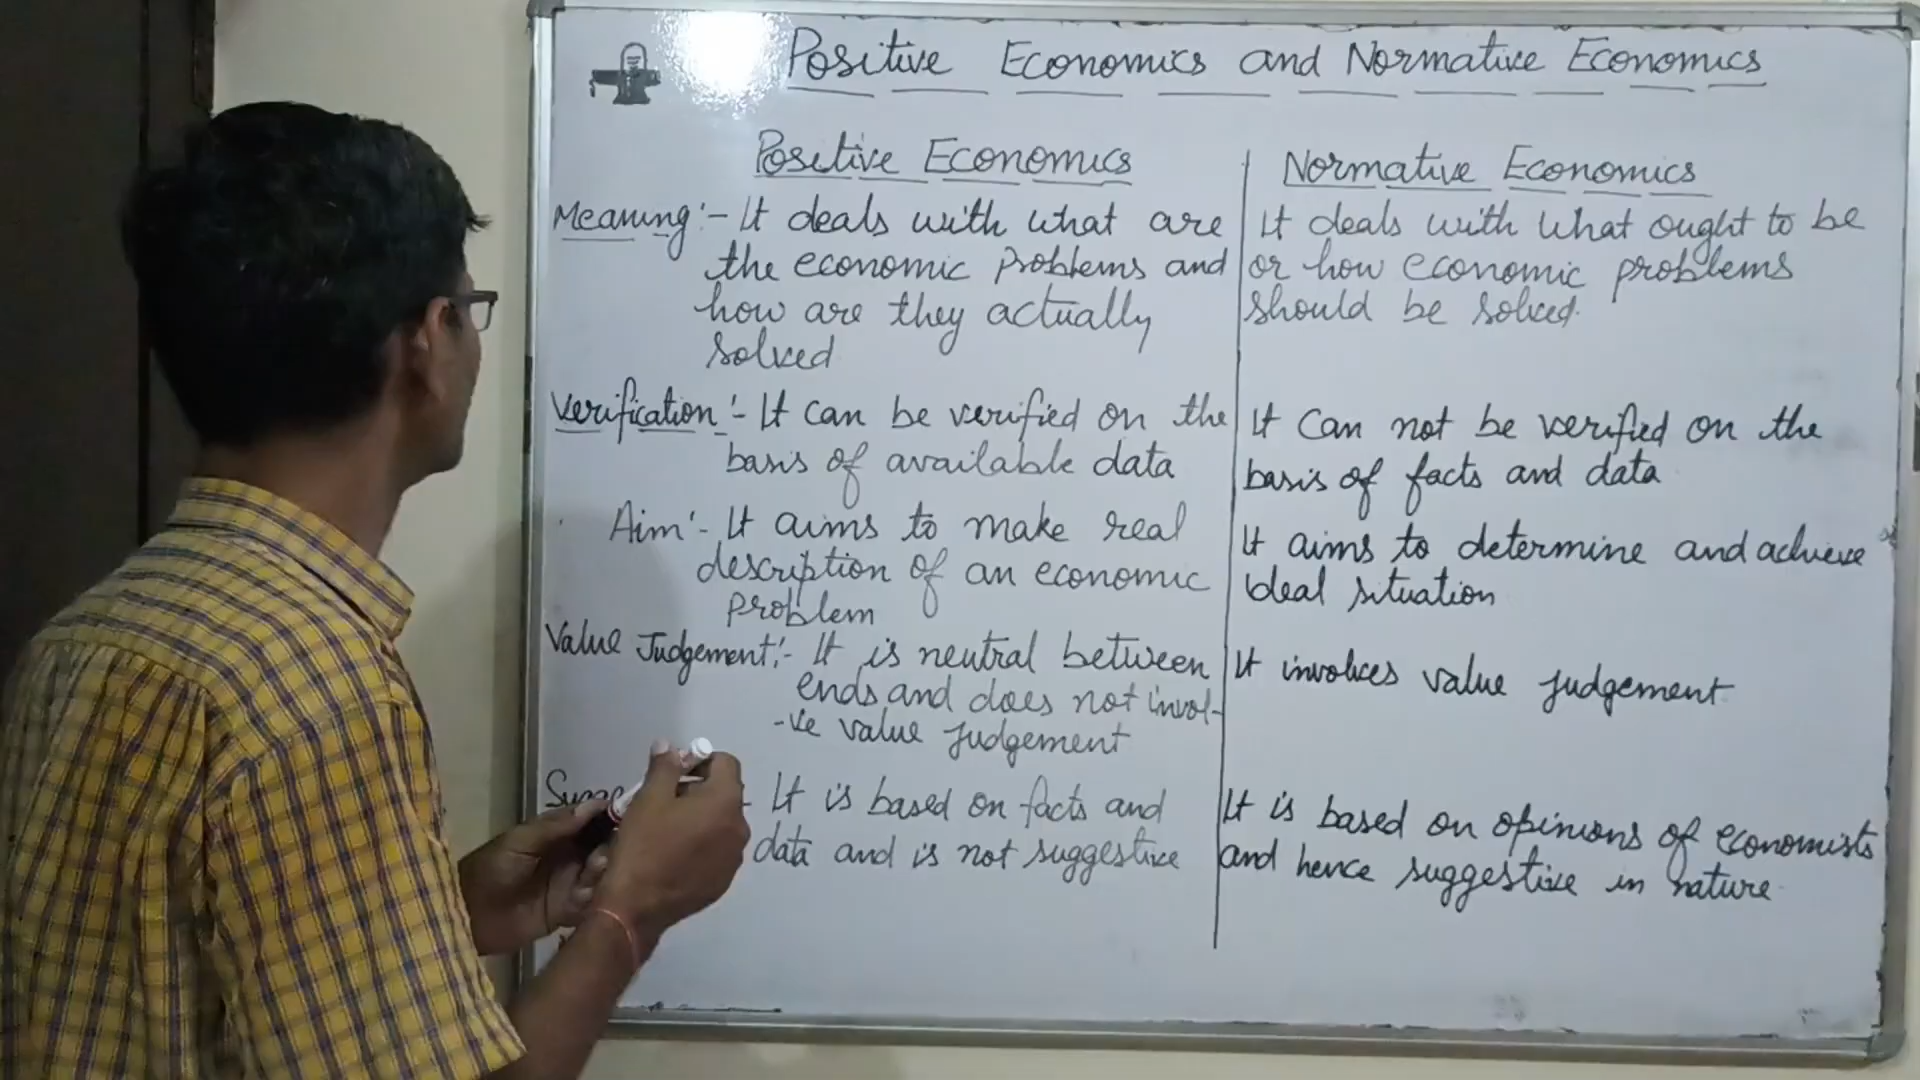 Positive Economics and Normative Economics
Positive Economics
Meaning:- It deals with what are
the economic problems and
how are they actually
solved
Verification:- It can be verified on the
basis of available data
Aim:- It aims to make real
description of an economic
problem
Value Judgement:- It is neutral between
ends and does not invol-
-ve value judgement
It is based on facts and
data and is not suggestive
Normative Economics
It deals with what ought to be
or how economic problems
should be solved.
It can not be verified on the
basis of facts and data
It aims to determine and achieve
ideal situation
It involves value judgement
It is based on opinions of economists
and hence suggestive in nature.